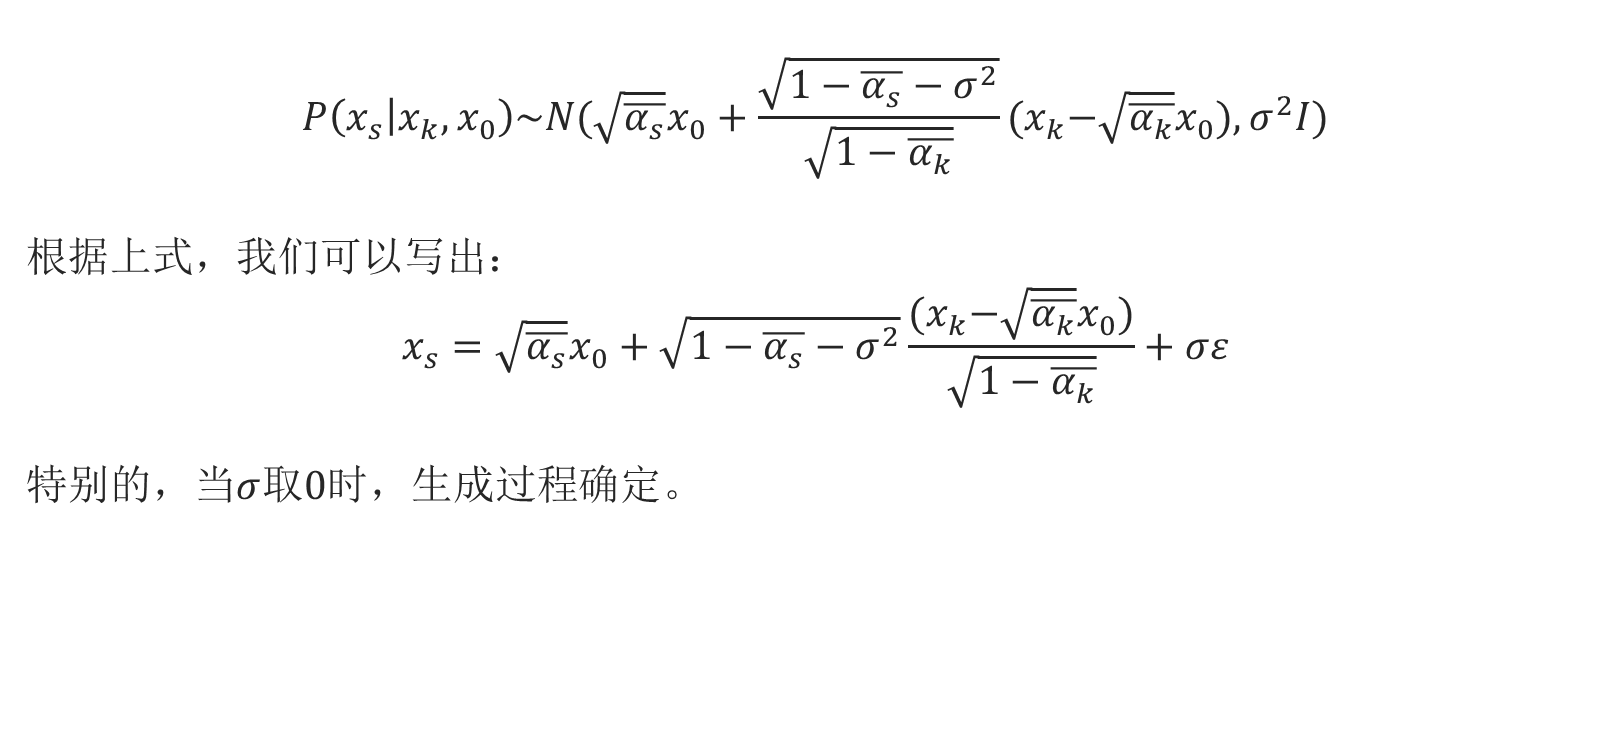 $P(x_s|x_k, x_0) \sim N(\sqrt{\overline{\alpha_s}}x_0 + \frac{\sqrt{1-\overline{\alpha_s}-\sigma^2}}{\sqrt{1-\overline{\alpha_k}}}(x_k - \sqrt{\overline{\alpha_k}}x_0), \sigma^2 I)$
根据上式，我们可以写出：
$x_s = \sqrt{\overline{\alpha_s}}x_0 + \sqrt{1-\overline{\alpha_s}-\sigma^2}\frac{(x_k - \sqrt{\overline{\alpha_k}}x_0)}{\sqrt{1-\overline{\alpha_k}}} + \sigma\varepsilon$
特别的，当σ取0时，生成过程确定。